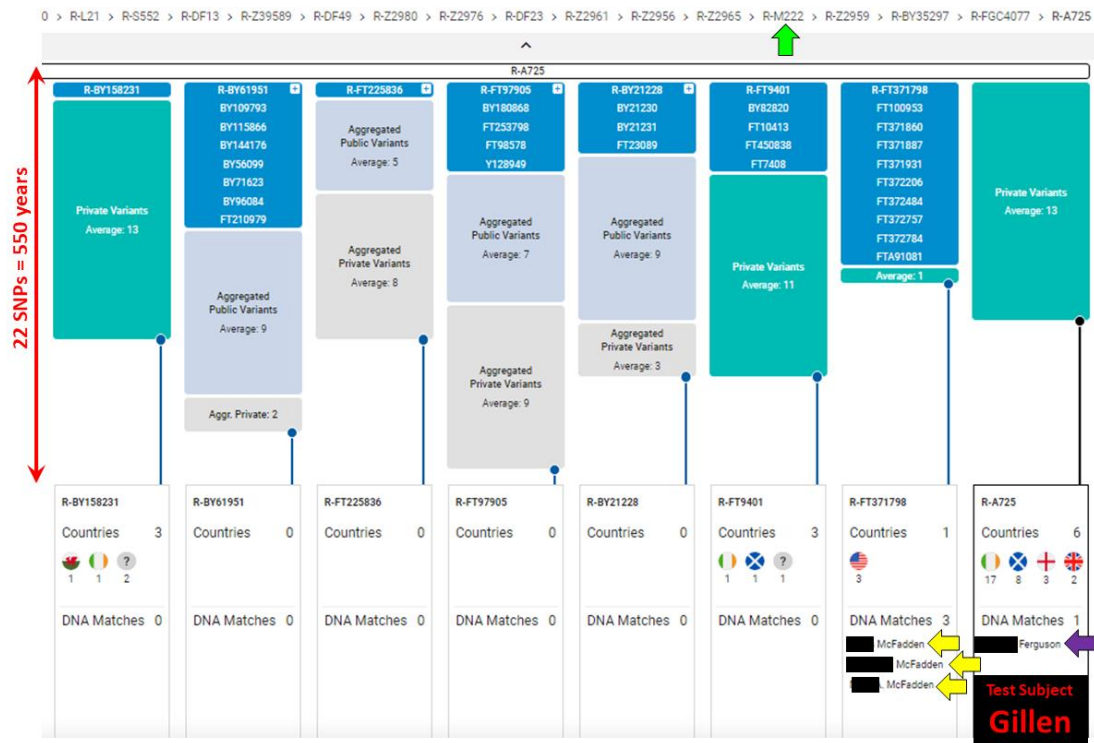 0 > R-L21 > R-S552 > R-DF13 > R-Z39589 > R-DF49 > R-Z2980 > R-Z2976 > R-DF23 > R-Z2961 > R-Z2956 > R-Z2965 > R-M222 > R-Z2959 > R-BY35297 > R-FGC4077 > R-A725
R-A725
22 SNPs = 550 years
R-BY158231
Private Variants
Average: 13
R-BY61951
BY109793
BY115866
BY144176
BY56099
BY71623
BY96084
FT210979
Aggregated
Public Variants
Average: 9
Aggr. Private: 2
R-FT225836
Aggregated
Public Variants
Average: 5
Aggregated
Private Variants
Average: 8
R-FT97905
BY180868
FT253798
FT98578
Y128949
Aggregated
Public Variants
Average: 7
Aggregated
Private Variants
Average: 9
R-BY21228
BY21230
BY21231
FT23089
Aggregated
Public Variants
Average: 9
Aggregated
Private Variants
Average: 3
R-FT9401
BY82820
FT10413
FT450838
FT7408
Private Variants
Average: 11
R-FT371798
FT100953
FT371860
FT371887
FT371931
FT372206
FT372484
FT372757
FT372784
FTA91081
Average: 1
Private Variants
Average: 13
R-BY158231
Countries 3
?
1 1 2
DNA Matches 0
R-BY61951
Countries 0
DNA Matches 0
R-FT225836
Countries 0
DNA Matches 0
R-FT97905
Countries 0
DNA Matches 0
R-BY21228
Countries 0
DNA Matches 0
R-FT9401
Countries 3
?
1 1 1
DNA Matches 0
R-FT371798
Countries 1
3
DNA Matches 3
McFadden
McFadden
McFadden
R-A725
Countries 6
17 8 3 2
DNA Matches 1
Ferguson
Test Subject
Gillen